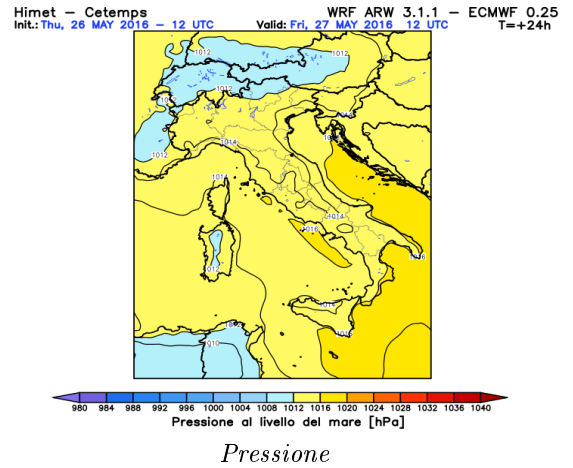 Himet – Cetemps WRF ARW 3.1.1 – ECMWF 0.25
Init.: Thu, 26 MAY 2016 – 12 UTC Valid: Fri, 27 MAY 2016 12 UTC T=+24h
1012 1012
1012
1012
1014
1012
1014
1014
1016
1016
1012
1014
1010
980 984 988 992 996 1000 1004 1008 1012 1016 1020 1024 1028 1032 1036 1040
Pressione al livello del mare [hPa]
Pressione